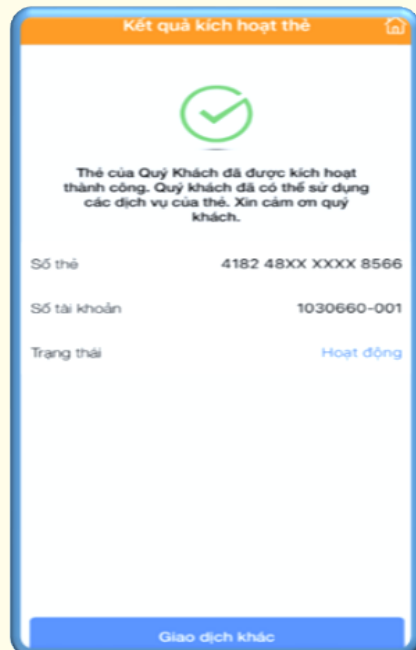 Kết quả kích hoạt thẻ
Thẻ của Quý Khách đã được kích hoạt
thành công. Quý khách đã có thể sử dụng
các dịch vụ của thẻ. Xin cảm ơn quý
khách.
Số thẻ 4182 48XX XXXX 8566
Số tài khoản 1030660-001
Trạng thái Hoạt động
Giao dịch khác